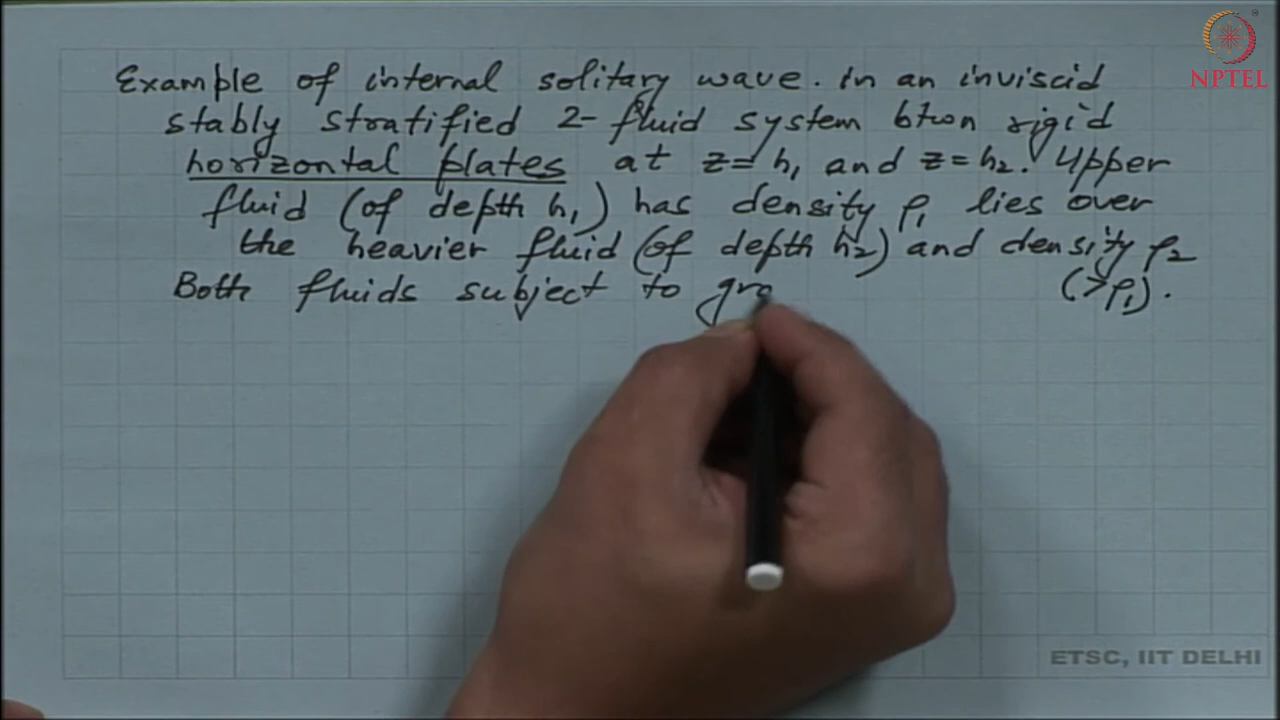 NPTEL
Example of internal solitary wave. in an inviscid
stably stratified 2-fluid system btwn rigid
horizontal plates at z=h₁ and z=h₂. Upper
fluid (of depth h₁) has density ρ₁ lies over
the heavier fluid (of depth h₂) and density ρ₂
Both fluids subject to gra (>ρ₁).
ETSC, IIT DELHI